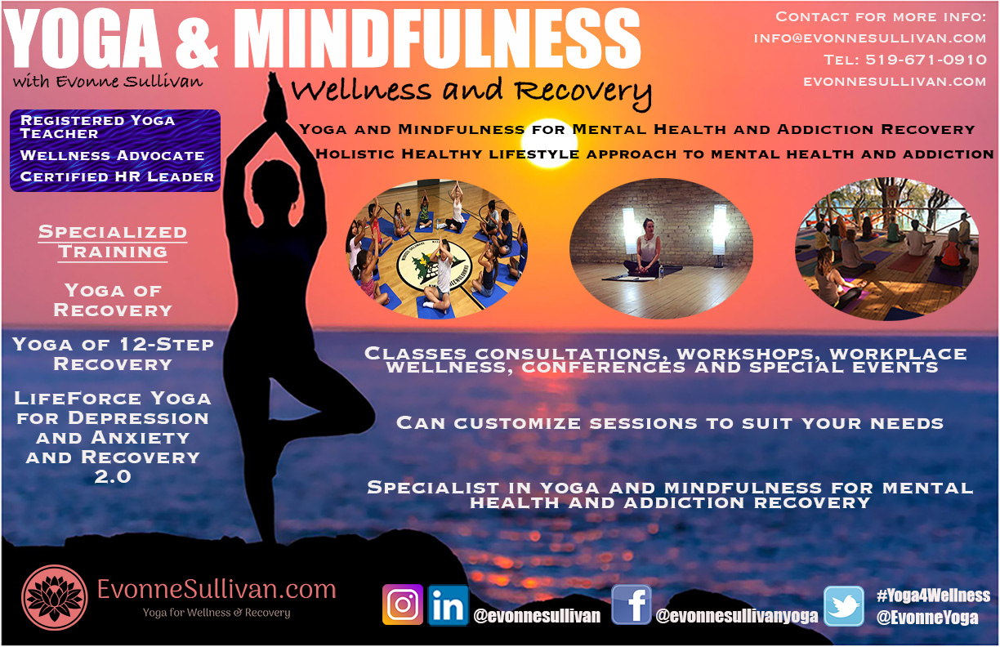 YOGA & MINDFULNESS
with Evonne Sullivan
Wellness and Recovery
Contact for more info:
info@evonnesullivan.com
Tel: 519-671-0910
evonnesullivan.com
Registered Yoga
Teacher
Wellness Advocate
Certified HR Leader
Yoga and Mindfulness for Mental Health and Addiction Recovery
Holistic Healthy lifestyle approach to mental health and addiction
Specialized
Training
Yoga of
Recovery
Yoga of 12-Step
Recovery
LifeForce Yoga
for Depression
and Anxiety
and Recovery
2.0
Classes consultations, workshops, workplace
wellness, conferences and special events
Can customize sessions to suit your needs
Specialist in yoga and mindfulness for mental
health and addiction recovery
EvonneSullivan.com
Yoga for Wellness & Recovery
in
@evonnesullivan
f
@evonnesullivanyoga
#Yoga4Wellness
@EvonneYoga